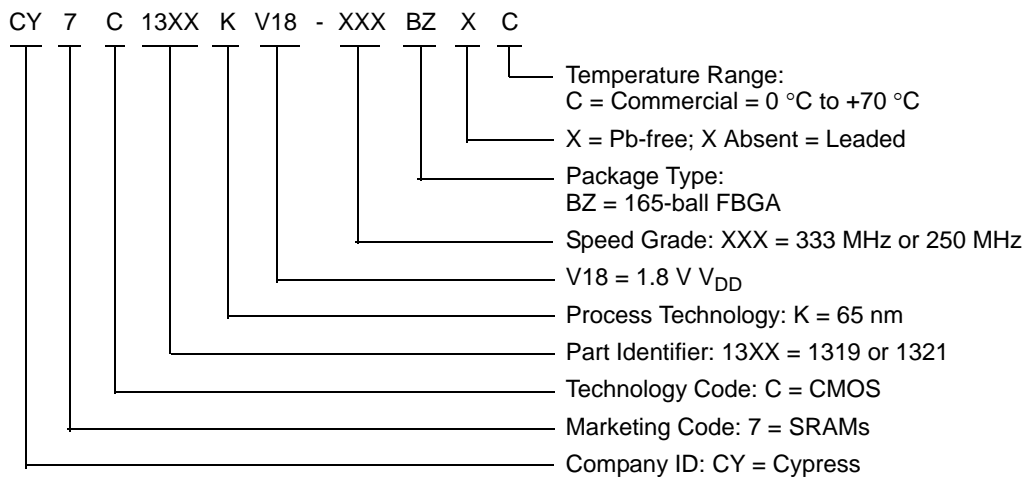 CY 7 C 13XX K V18 - XXX BZ X C
Temperature Range:
C = Commercial = 0 °C to +70 °C
X = Pb-free; X Absent = Leaded
Package Type:
BZ = 165-ball FBGA
Speed Grade: XXX = 333 MHz or 250 MHz
V18 = 1.8 V VDD
Process Technology: K = 65 nm
Part Identifier: 13XX = 1319 or 1321
Technology Code: C = CMOS
Marketing Code: 7 = SRAMs
Company ID: CY = Cypress